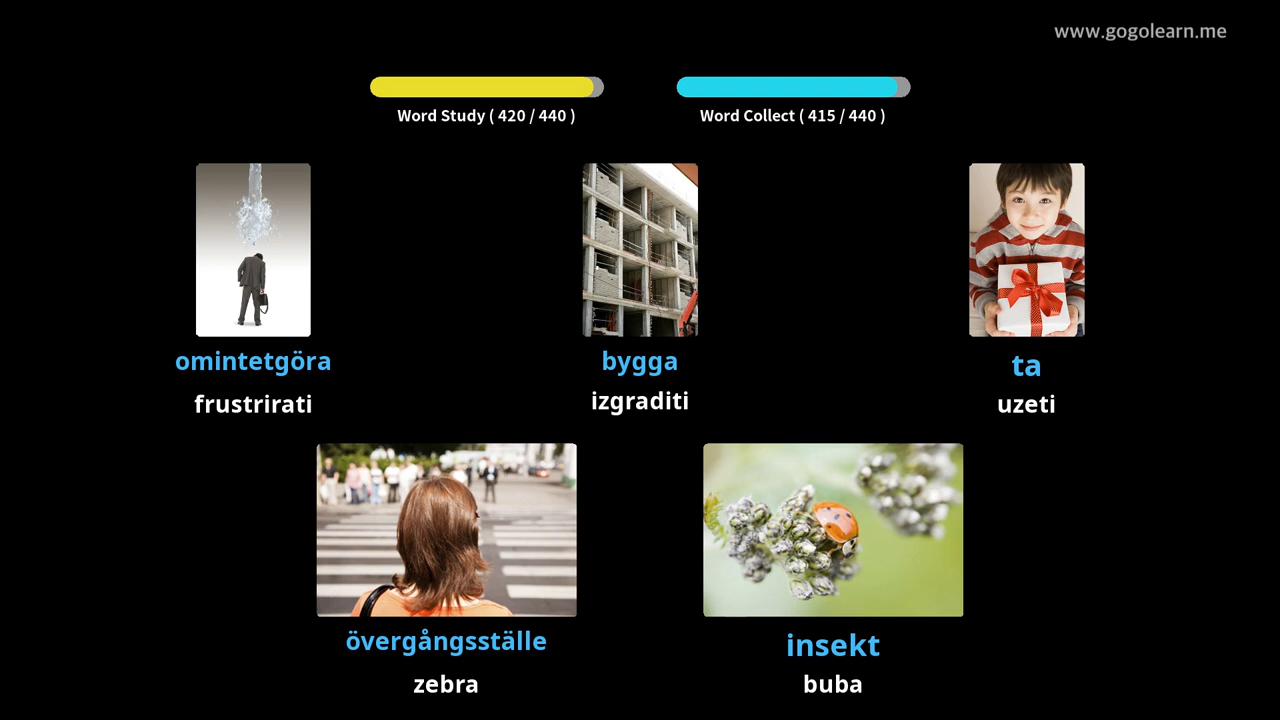 www.gogolearn.me
Word Study ( 420 / 440 )
Word Collect ( 415 / 440 )
omintetgöra
frustrirati
bygga
izgraditi
ta
uzeti
övergångsställe
zebra
insekt
buba